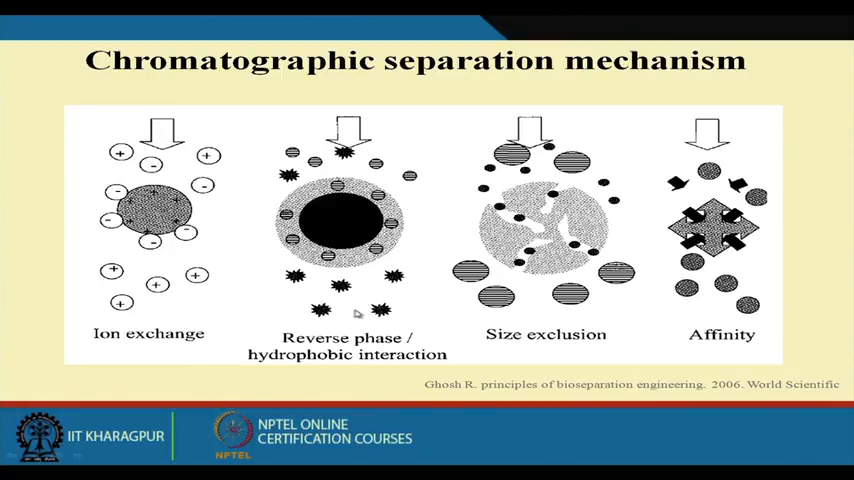 Chromatographic separation mechanism
Ion exchange
Reverse phase /
hydrophobic interaction
Size exclusion
Affinity
Ghosh R. principles of bioseparation engineering. 2006. World Scientific
IIT KHARAGPUR
NPTEL
NPTEL ONLINE
CERTIFICATION COURSES